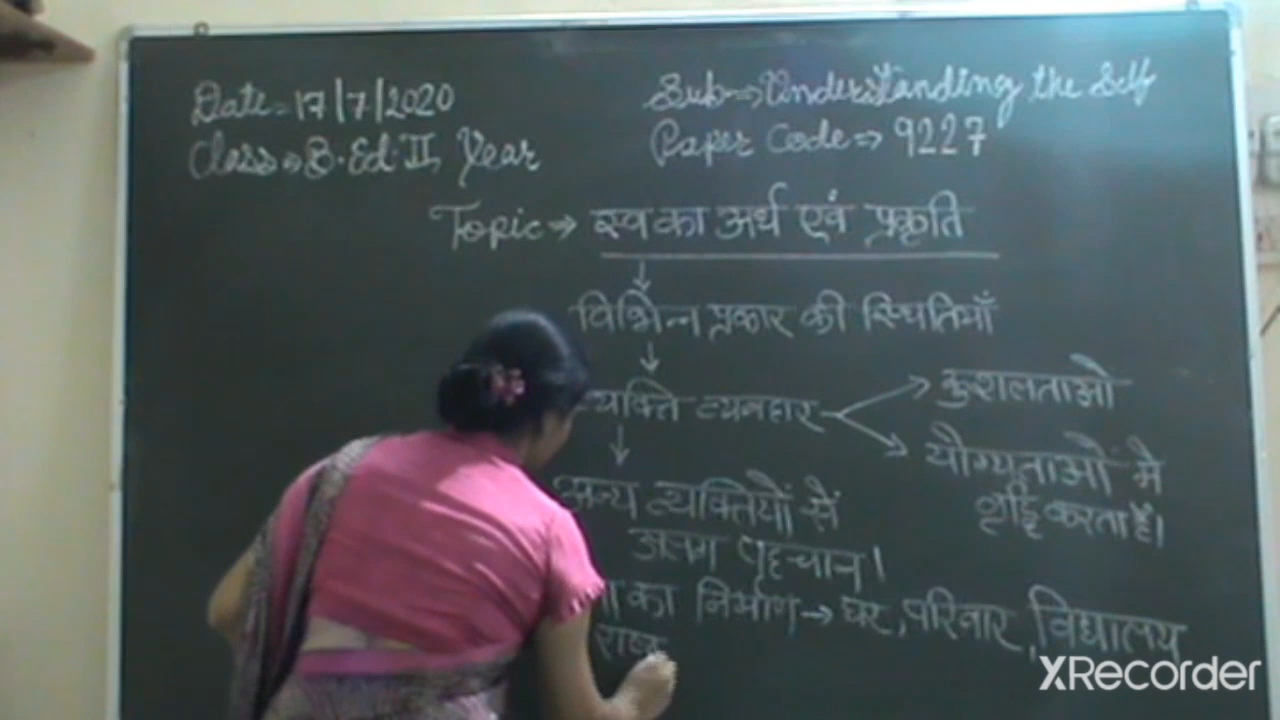 Date = 17/7/2020
Sub → Understanding the Self
Class → B.Ed. II Year
Paper Code ⇒ 9227
Topic → स्व का अर्थ एवं प्रकृति
↓
विभिन्न प्रकार की स्थितियाँ
↓
व्यक्ति व्यवहार → कुशलताओं
→ योग्यताओं मे
वृद्धि करता है।
↓
अन्य व्यक्तियों से
अलग पहचान।
का निर्माण → घर, परिवार, विद्यालय
XRecorder